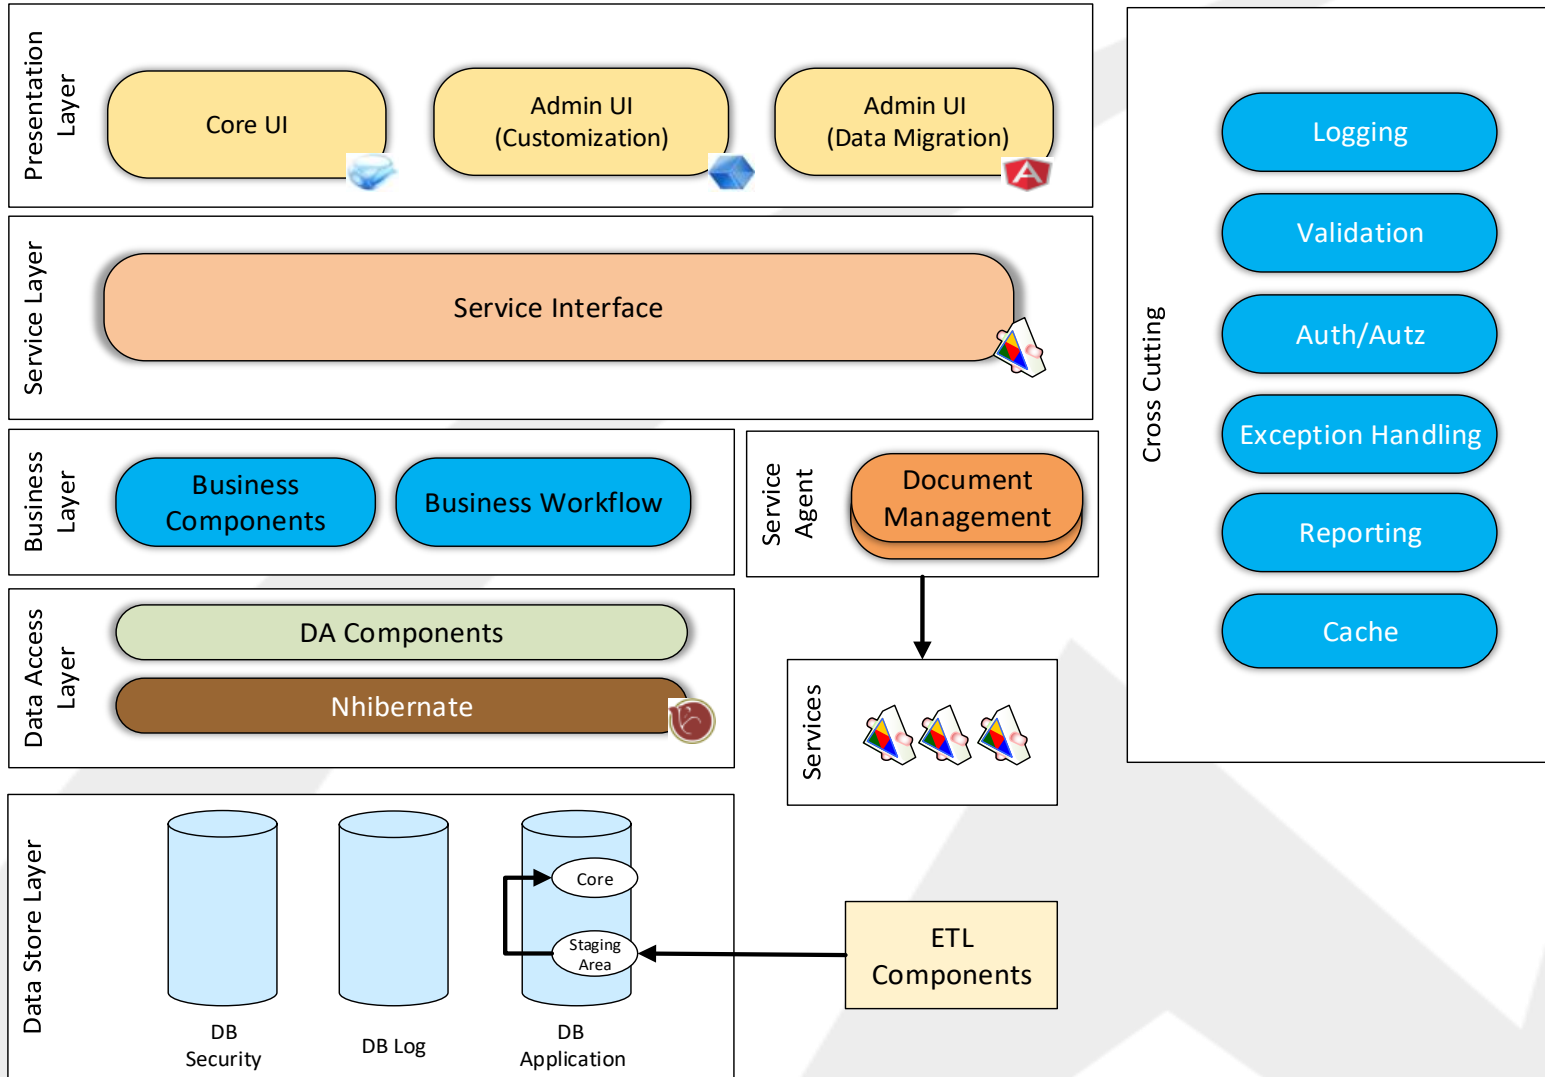 Presentation
Layer
Core UI
Admin UI
(Customization)
Admin UI
(Data Migration)
A
Service Layer
Service Interface
Business
Layer
Business
Components
Business Workflow
Service
Agent
Document
Management
Data Access
Layer
DA Components
Nhibernate
Services
Data Store Layer
Core
Staging
Area
DB
Security
DB Log
DB
Application
ETL
Components
Cross Cutting
Logging
Validation
Auth/Autz
Exception Handling
Reporting
Cache